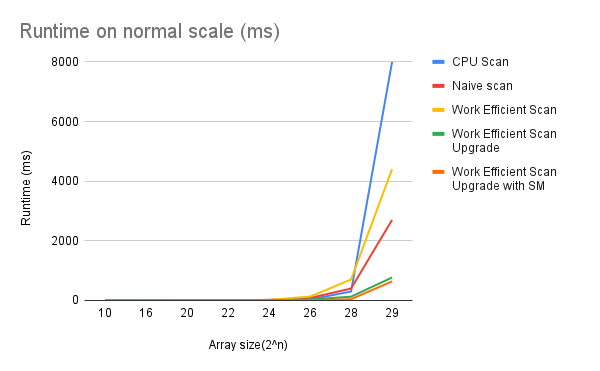 Runtime on normal scale (ms)
8000
6000
4000
2000
0
Runtime (ms)
10 16 20 22 24 26 28 29
Array size(2^n)
CPU Scan
Naive scan
Work Efficient Scan
Work Efficient Scan
Upgrade
Work Efficient Scan
Upgrade with SM